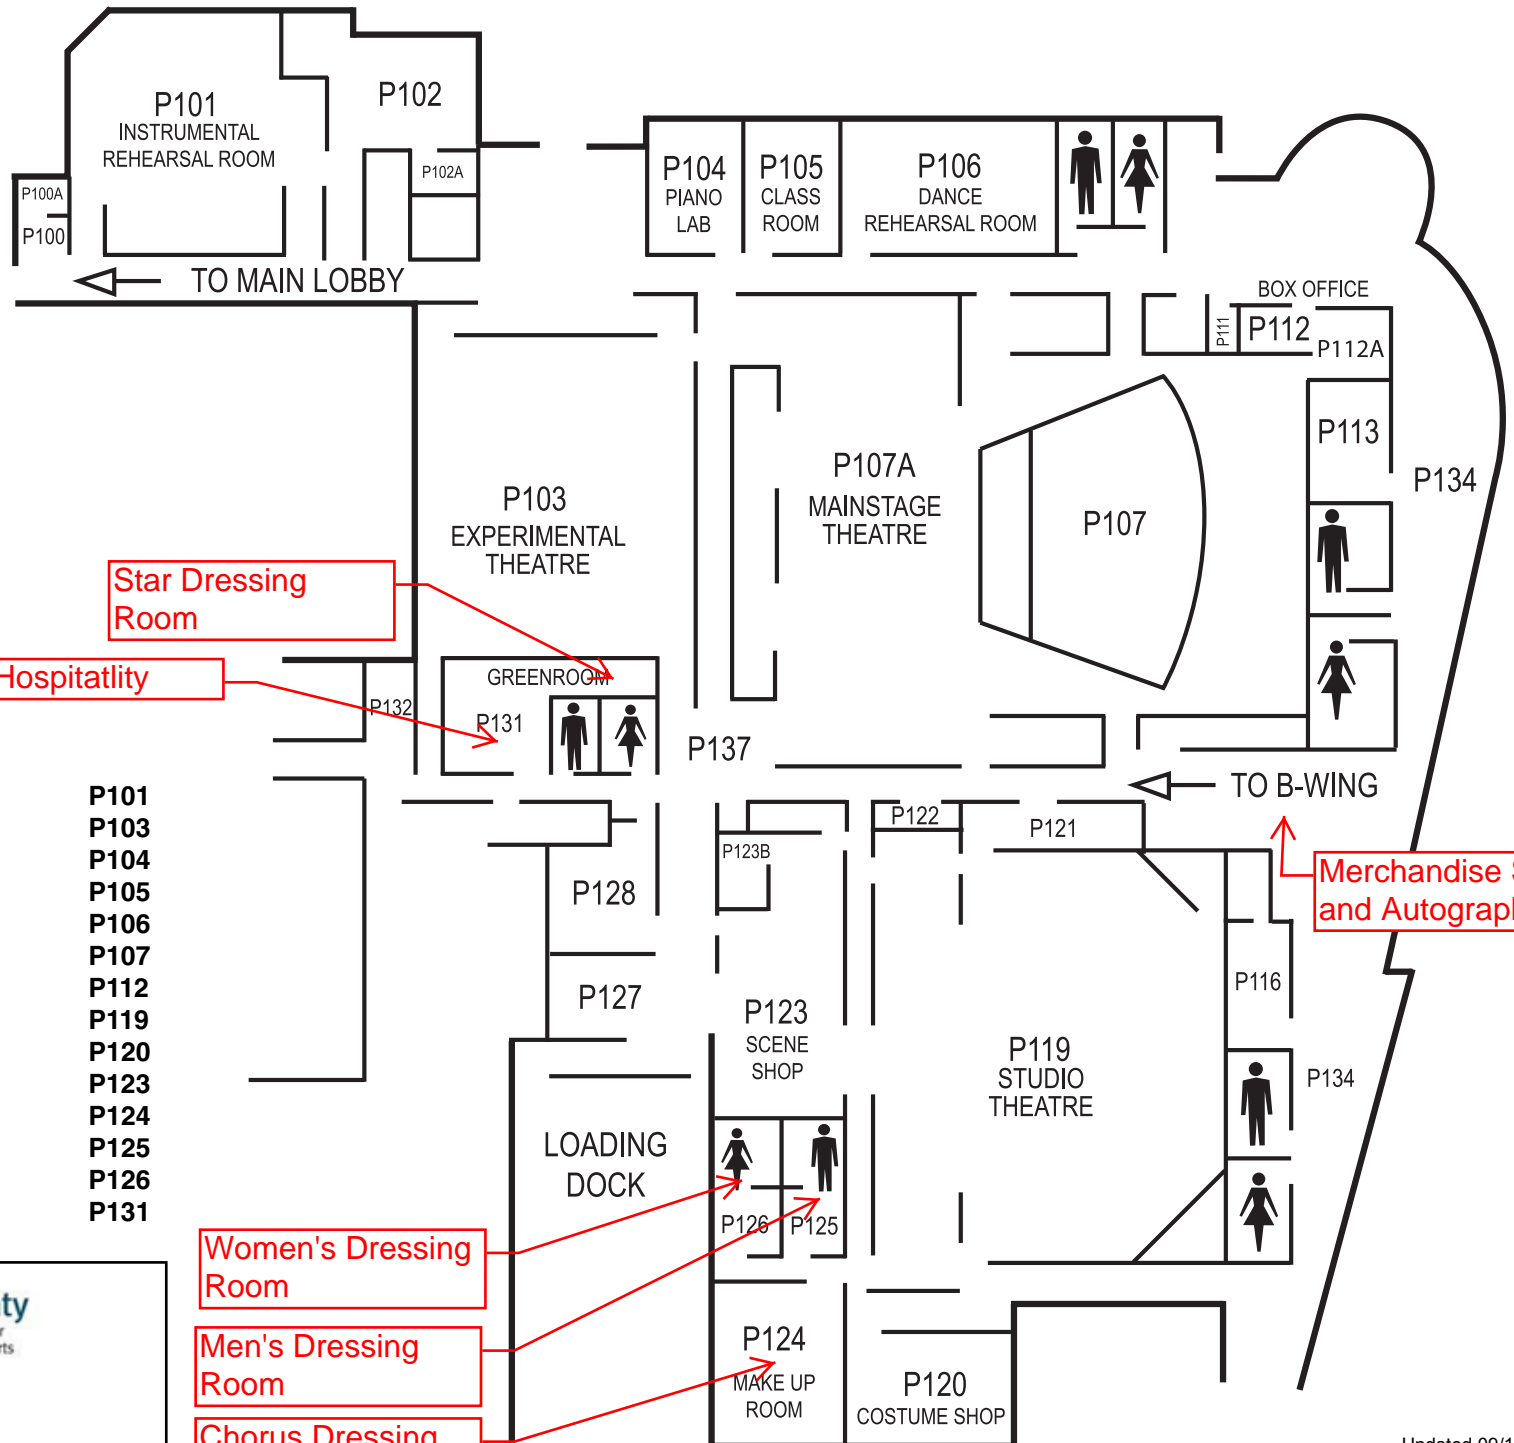 P101
INSTRUMENTAL
REHEARSAL ROOM
P102
P102A
P100A
P100
TO MAIN LOBBY
P104
PIANO
LAB
P105
CLASS
ROOM
P106
DANCE
REHEARSAL ROOM
BOX OFFICE
P111
P112
P112A
P113
P134
P103
EXPERIMENTAL
THEATRE
P107A
MAINSTAGE
THEATRE
P107
Star Dressing
Room
Hospitatlity
GREENROOM
P132
P131
P137
TO B-WING
P122
P121
P123B
P128
P127
Merchandise
and
P116
P123
SCENE
SHOP
P119
STUDIO
THEATRE
P134
LOADING
DOCK
P126
P125
Women's Dressing
Room
Men's Dressing
Room
Chorus Dressing
P124
MAKE UP
ROOM
P120
COSTUME SHOP
P101
P103
P104
P105
P106
P107
P112
P119
P120
P123
P124
P125
P126
P131
Updated